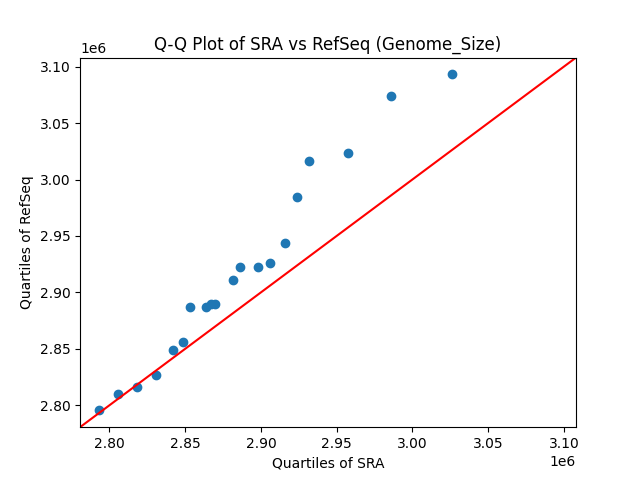 Q-Q Plot of SRA vs RefSeq (Genome_Size)
1e6
3.10
3.05
3.00
2.95
2.90
2.85
2.80
Quartiles of RefSeq
2.80 2.85 2.90 2.95 3.00 3.05 3.10
Quartiles of SRA
1e6